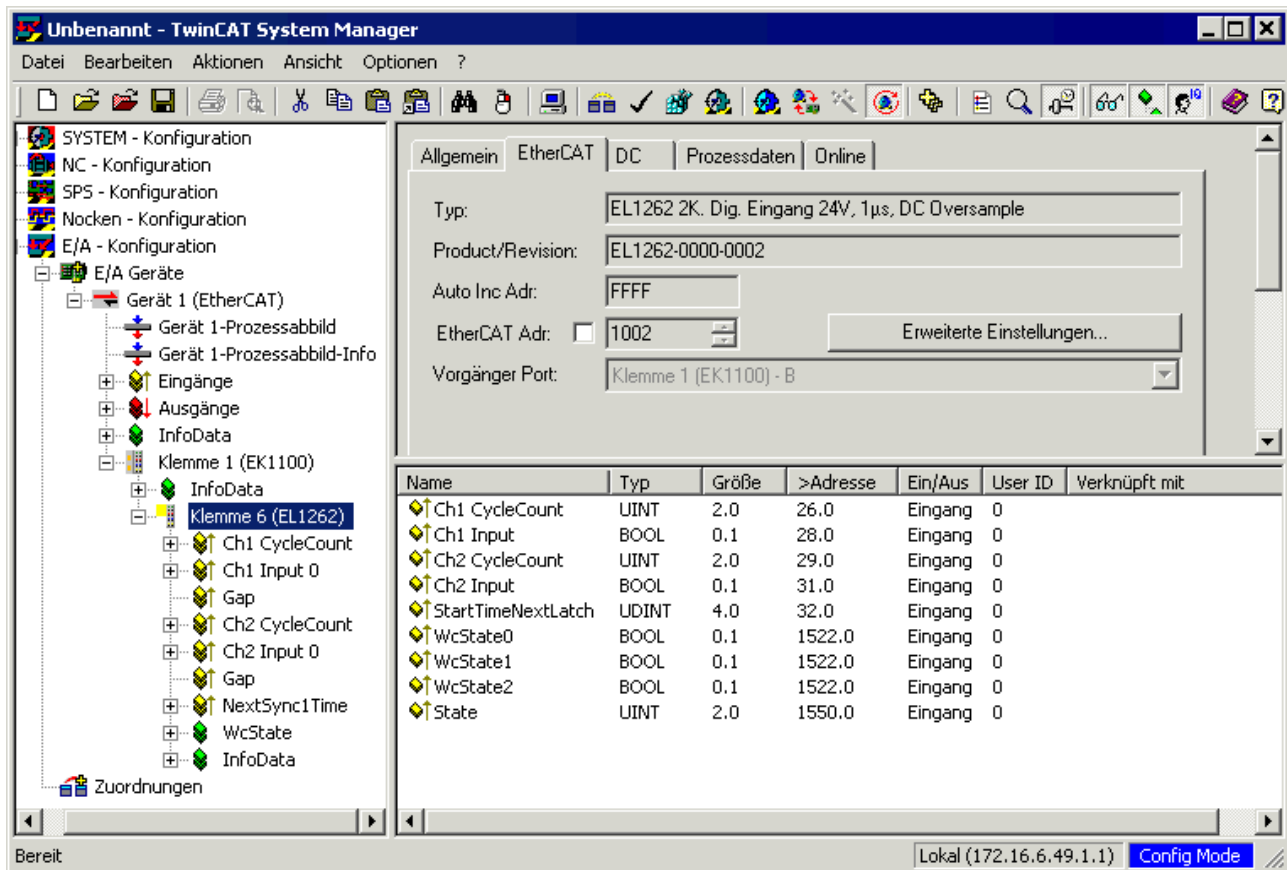 Unbenannt - TwinCAT System Manager
Datei Bearbeiten Aktionen Ansicht Optionen ?
SYSTEM - Konfiguration
NC - Konfiguration
SPS - Konfiguration
Nocken - Konfiguration
E/A - Konfiguration
E/A Geräte
Gerät 1 (EtherCAT)
Gerät 1-Prozessabbild
Gerät 1-Prozessabbild-Info
Eingänge
Ausgänge
InfoData
Klemme 1 (EK1100)
InfoData
Klemme 6 (EL1262)
Ch1 CycleCount
Ch1 Input 0
Gap
Ch2 CycleCount
Ch2 Input 0
Gap
NextSync1Time
WcState
InfoData
Zuordnungen
Allgemein EtherCAT DC Prozessdaten Online
Typ: EL1262 2K. Dig. Eingang 24V, 1µs, DC Oversample
Product/Revision: EL1262-0000-0002
Auto Inc Adr: FFFF
EtherCAT Adr: 1002 Erweiterte Einstellungen...
Vorgänger Port: Klemme 1 (EK1100) - B
Name Typ Größe >Adresse Ein/Aus User ID Verknüpft mit
Ch1 CycleCount UINT 2.0 26.0 Eingang 0
Ch1 Input BOOL 0.1 28.0 Eingang 0
Ch2 CycleCount UINT 2.0 29.0 Eingang 0
Ch2 Input BOOL 0.1 31.0 Eingang 0
StartTimeNextLatch UDINT 4.0 32.0 Eingang 0
WcState0 BOOL 0.1 1522.0 Eingang 0
WcState1 BOOL 0.1 1522.0 Eingang 0
WcState2 BOOL 0.1 1522.0 Eingang 0
State UINT 2.0 1550.0 Eingang 0
Bereit Lokal (172.16.6.49.1.1) Config Mode